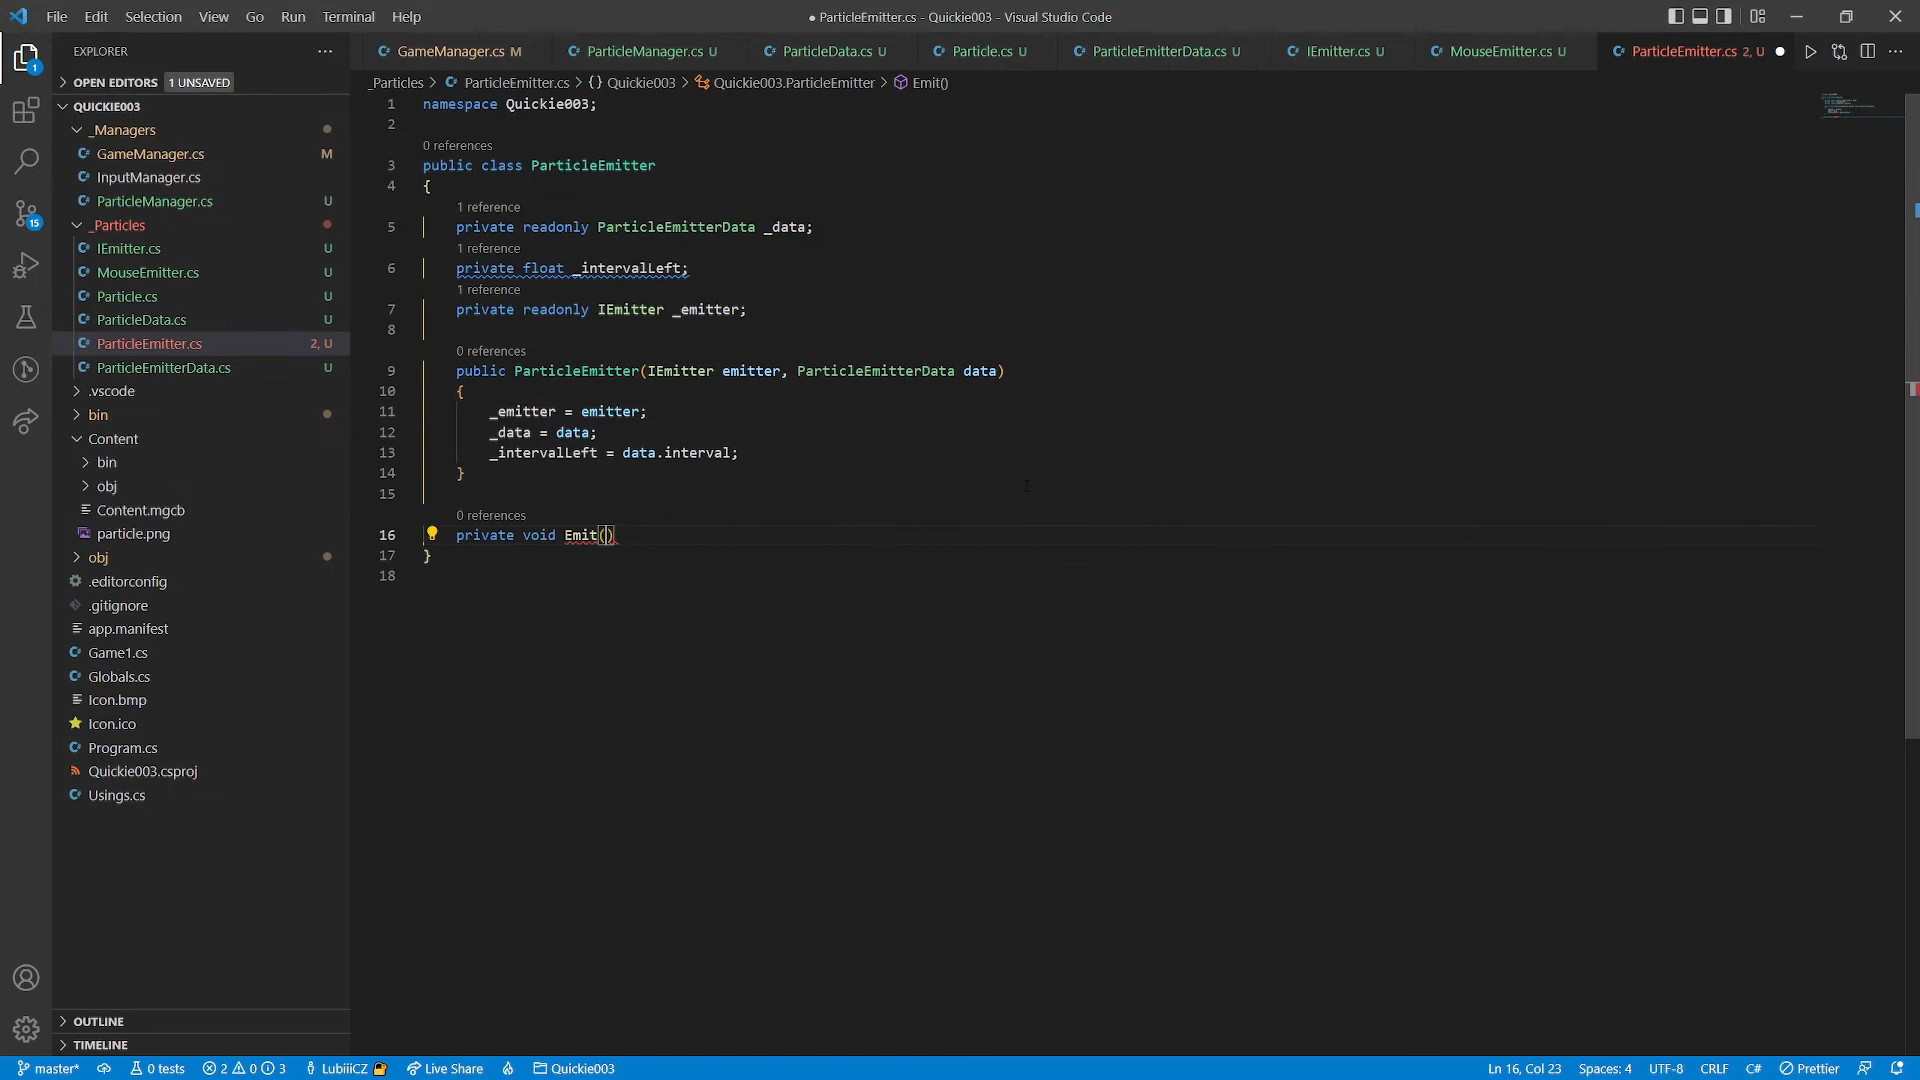 File Edit Selection View Go Run Terminal Help
● ParticleEmitter.cs - Quickie003 - Visual Studio Code
EXPLORER
GameManager.cs M ParticleManager.cs U ParticleData.cs U Particle.cs U ParticleEmitterData.cs U IEmitter.cs U MouseEmitter.cs U ParticleEmitter.cs 2, U
OPEN EDITORS 1 UNSAVED
_Particles > ParticleEmitter.cs > {} Quickie003 > Quickie003.ParticleEmitter > Emit()
QUICKIE003
_Managers
GameManager.cs M
InputManager.cs
ParticleManager.cs U
_Particles
IEmitter.cs U
MouseEmitter.cs U
Particle.cs U
ParticleData.cs U
ParticleEmitter.cs 2, U
ParticleEmitterData.cs U
.vscode
bin
Content
bin
obj
Content.mgcb
particle.png
obj
.editorconfig
.gitignore
app.manifest
Game1.cs
Globals.cs
Icon.bmp
Icon.ico
Program.cs
Quickie003.csproj
Usings.cs
OUTLINE
TIMELINE
1 namespace Quickie003;
2
0 references
3 public class ParticleEmitter
4 {
1 reference
5 private readonly ParticleEmitterData _data;
1 reference
6 private float _intervalLeft;
1 reference
7 private readonly IEmitter _emitter;
8
0 references
9 public ParticleEmitter(IEmitter emitter, ParticleEmitterData data)
10 {
11 _emitter = emitter;
12 _data = data;
13 _intervalLeft = data.interval;
14 }
15
0 references
16 private void Emit()
17 }
18
1
15
master* 0 tests 2 0 3 LubiiiCZ Live Share Quickie003 Ln 16, Col 23 Spaces: 4 UTF-8 CRLF C# Prettier